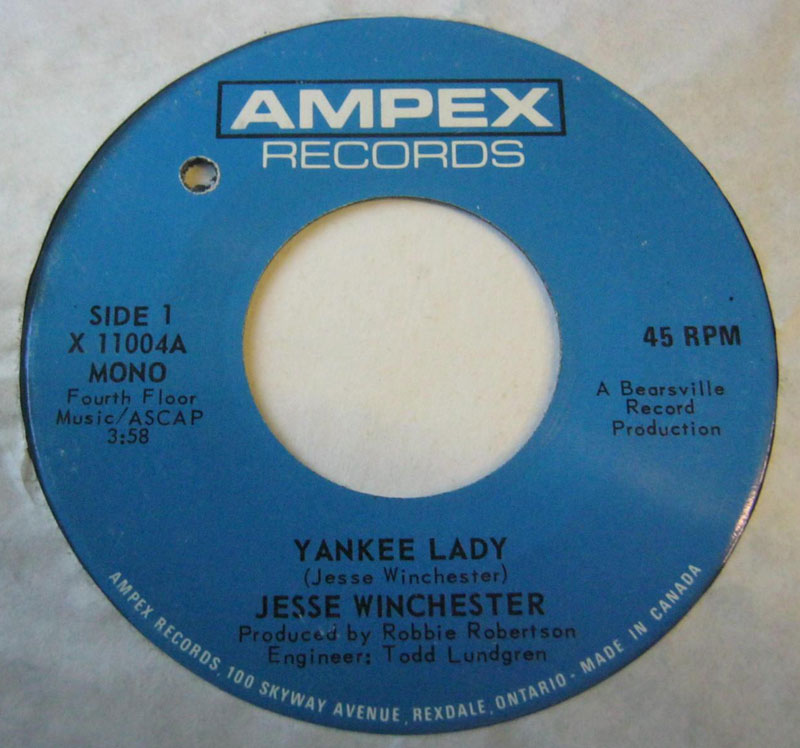 AMPEX
RECORDS
SIDE 1
X 11004A
MONO
Fourth Floor
Music/ASCAP
3:58
45 RPM
A Bearsville
Record
Production
YANKEE LADY
(Jesse Winchester)
JESSE WINCHESTER
Produced by Robbie Robertson
Engineer: Todd Lundgren
AMPEX RECORDS, 100 SKYWAY AVENUE, REXDALE, ONTARIO - MADE IN CANADA